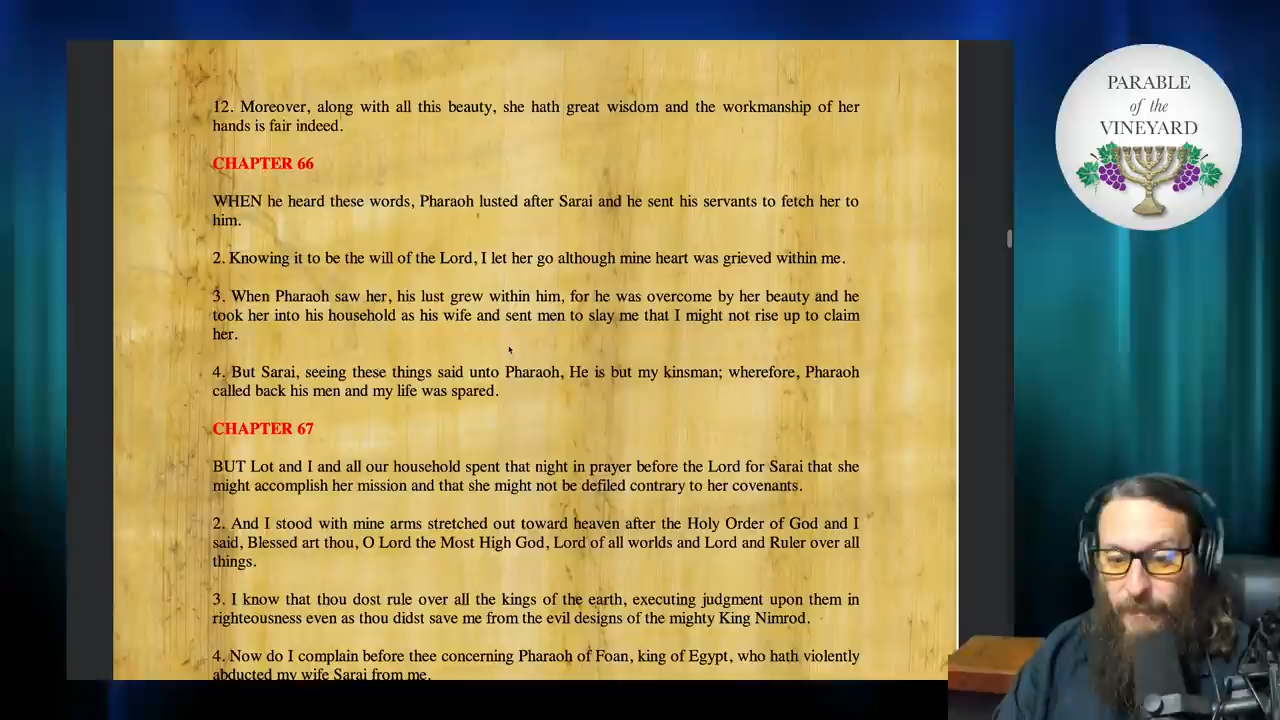 12. Moreover, along with all this beauty, she hath great wisdom and the workmanship of her
hands is fair indeed.
CHAPTER 66
WHEN he heard these words, Pharaoh lusted after Sarai and he sent his servants to fetch her to
him.
2. Knowing it to be the will of the Lord, I let her go although mine heart was grieved within me.
3. When Pharaoh saw her, his lust grew within him, for he was overcome by her beauty and he
took her into his household as his wife and sent men to slay me that I might not rise up to claim
her.
4. But Sarai, seeing these things said unto Pharaoh, He is but my kinsman; wherefore, Pharaoh
called back his men and my life was spared.
CHAPTER 67
BUT Lot and I and all our household spent that night in prayer before the Lord for Sarai that she
might accomplish her mission and that she might not be defiled contrary to her covenants.
2. And I stood with mine arms stretched out toward heaven after the Holy Order of God and I
said, Blessed art thou, O Lord the Most High God, Lord of all worlds and Lord and Ruler over all
things.
3. I know that thou dost rule over all the kings of the earth, executing judgment upon them in
righteousness even as thou didst save me from the evil designs of the mighty King Nimrod.
4. Now do I complain before thee concerning Pharaoh of Foan, king of Egypt, who hath violently
abducted my wife Sarai from me.
PARABLE
of the
VINEYARD